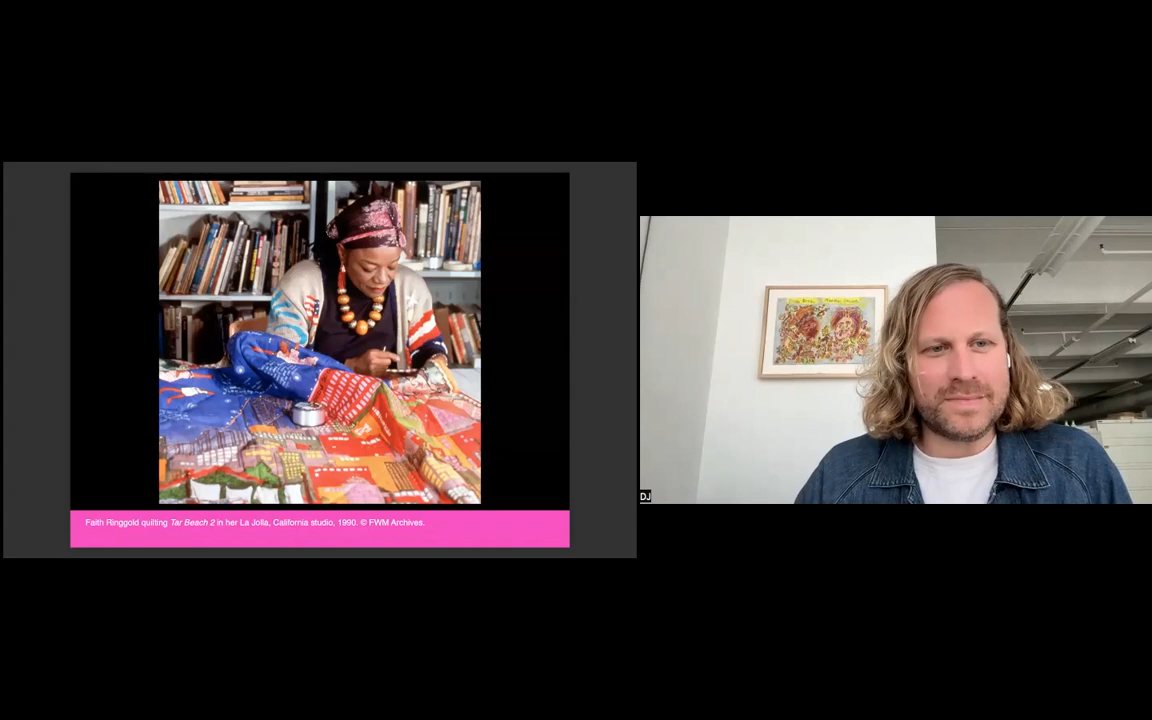 Faith Ringgold quilting Tar Beach 2 in her La Jolla, California studio, 1990. © FWM Archives.
DJ